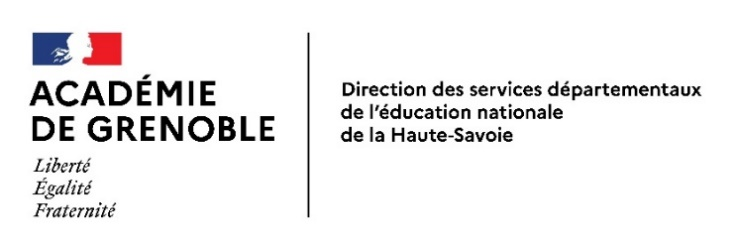 ACADÉMIE
DE GRENOBLE
Liberté
Égalité
Fraternité
Direction des services départementaux
de l'éducation nationale
de la Haute-Savoie